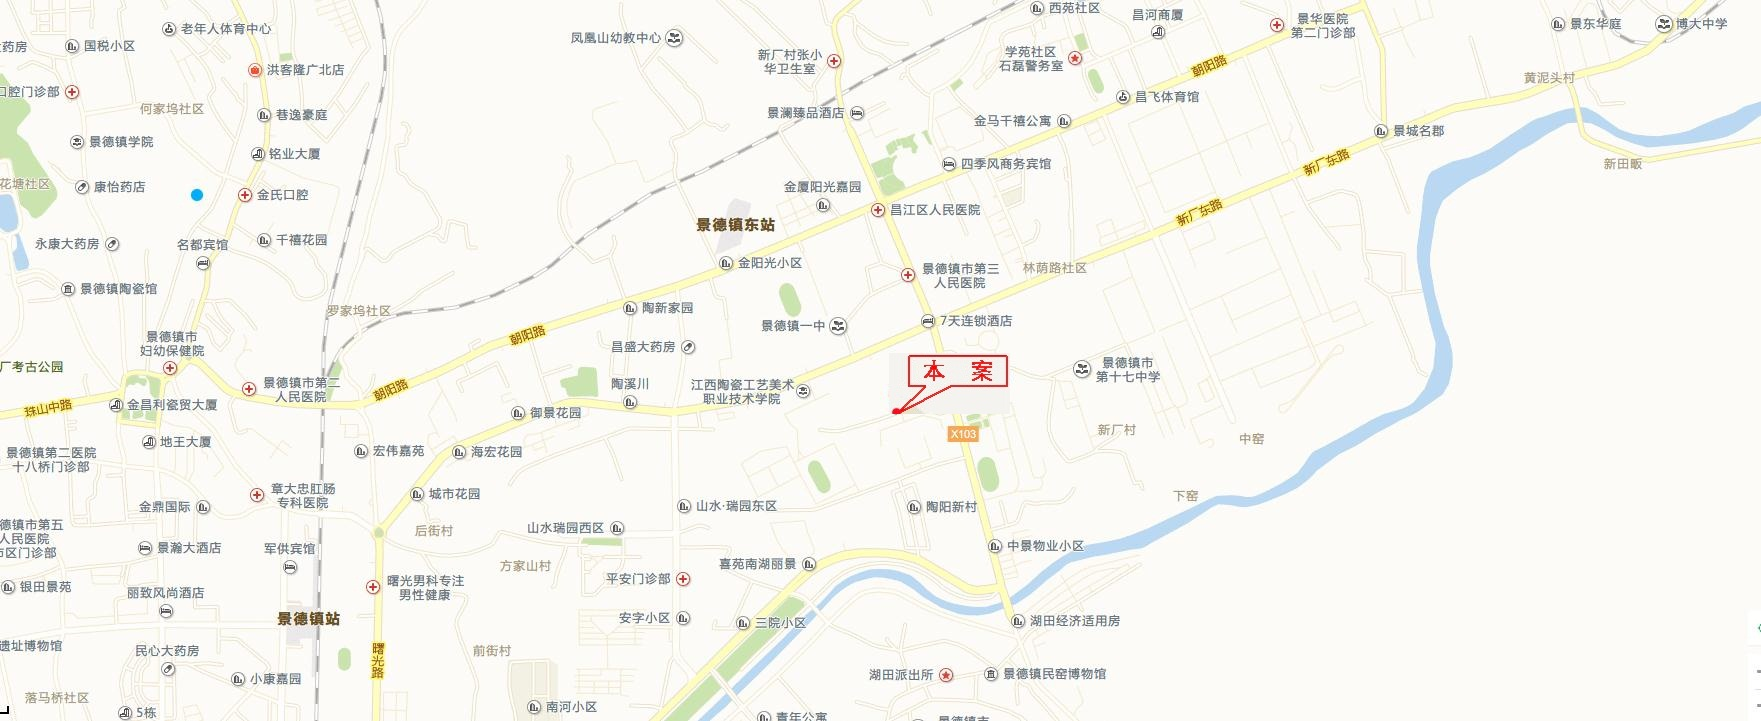 老年人体育中心
国税小区
大药房
洪客隆广北店
口腔门诊部
何家坞社区
巷逸豪庭
景德镇学院
铭业大厦
花塘社区
康怡药店
金氏口腔
永康大药房
名都宾馆
千禧花园
景德镇陶瓷馆
罗家坞社区
景德镇市
妇幼保健院
厂考古公园
景德镇市第二
人民医院
珠山中路
金昌利瓷贸大厦
地王大厦
景德镇第二医院
十八桥门诊部
宏伟嘉苑
海宏花园
章大忠肛肠
专科医院
城市花园
金鼎国际
德镇市第五
人民医院
市区门诊部
景瀚大酒店
军供宾馆
后街村
银田景苑
丽致风尚酒店
曙光男科专注
男性健康
景德镇站
遗址博物馆
民心大药房
曙光路
小康嘉园
落马桥社区
5栋
凤凰山幼教中心
新厂村张小
华卫生室
景澜臻品酒店
西苑社区
昌河商厦
景华医院
第二门诊部
景东华庭
博大中学
学苑社区
石磊警务室
朝阳路
黄泥头村
昌飞体育馆
金马千禧公寓
景城名郡
四季风商务宾馆
新厂东路
新田畈
金厦阳光嘉园
昌江区人民医院
新厂东路
景德镇东站
金阳光小区
景德镇市第三
人民医院
林荫路社区
陶新家园
景德镇一中
7天连锁酒店
朝阳路
昌盛大药房
本 案
景德镇市
第十七中学
朝阳路
陶溪川
江西陶瓷工艺美术
职业技术学院
御景花园
X103
新厂村
中窑
下窑
山水·瑞园东区
陶阳新村
山水瑞园西区
中景物业小区
方家山村
喜苑南湖丽景
平安门诊部
安字小区
三院小区
湖田经济适用房
前街村
湖田派出所
景德镇民窑博物馆
南河小区
青年公寓
景德镇市